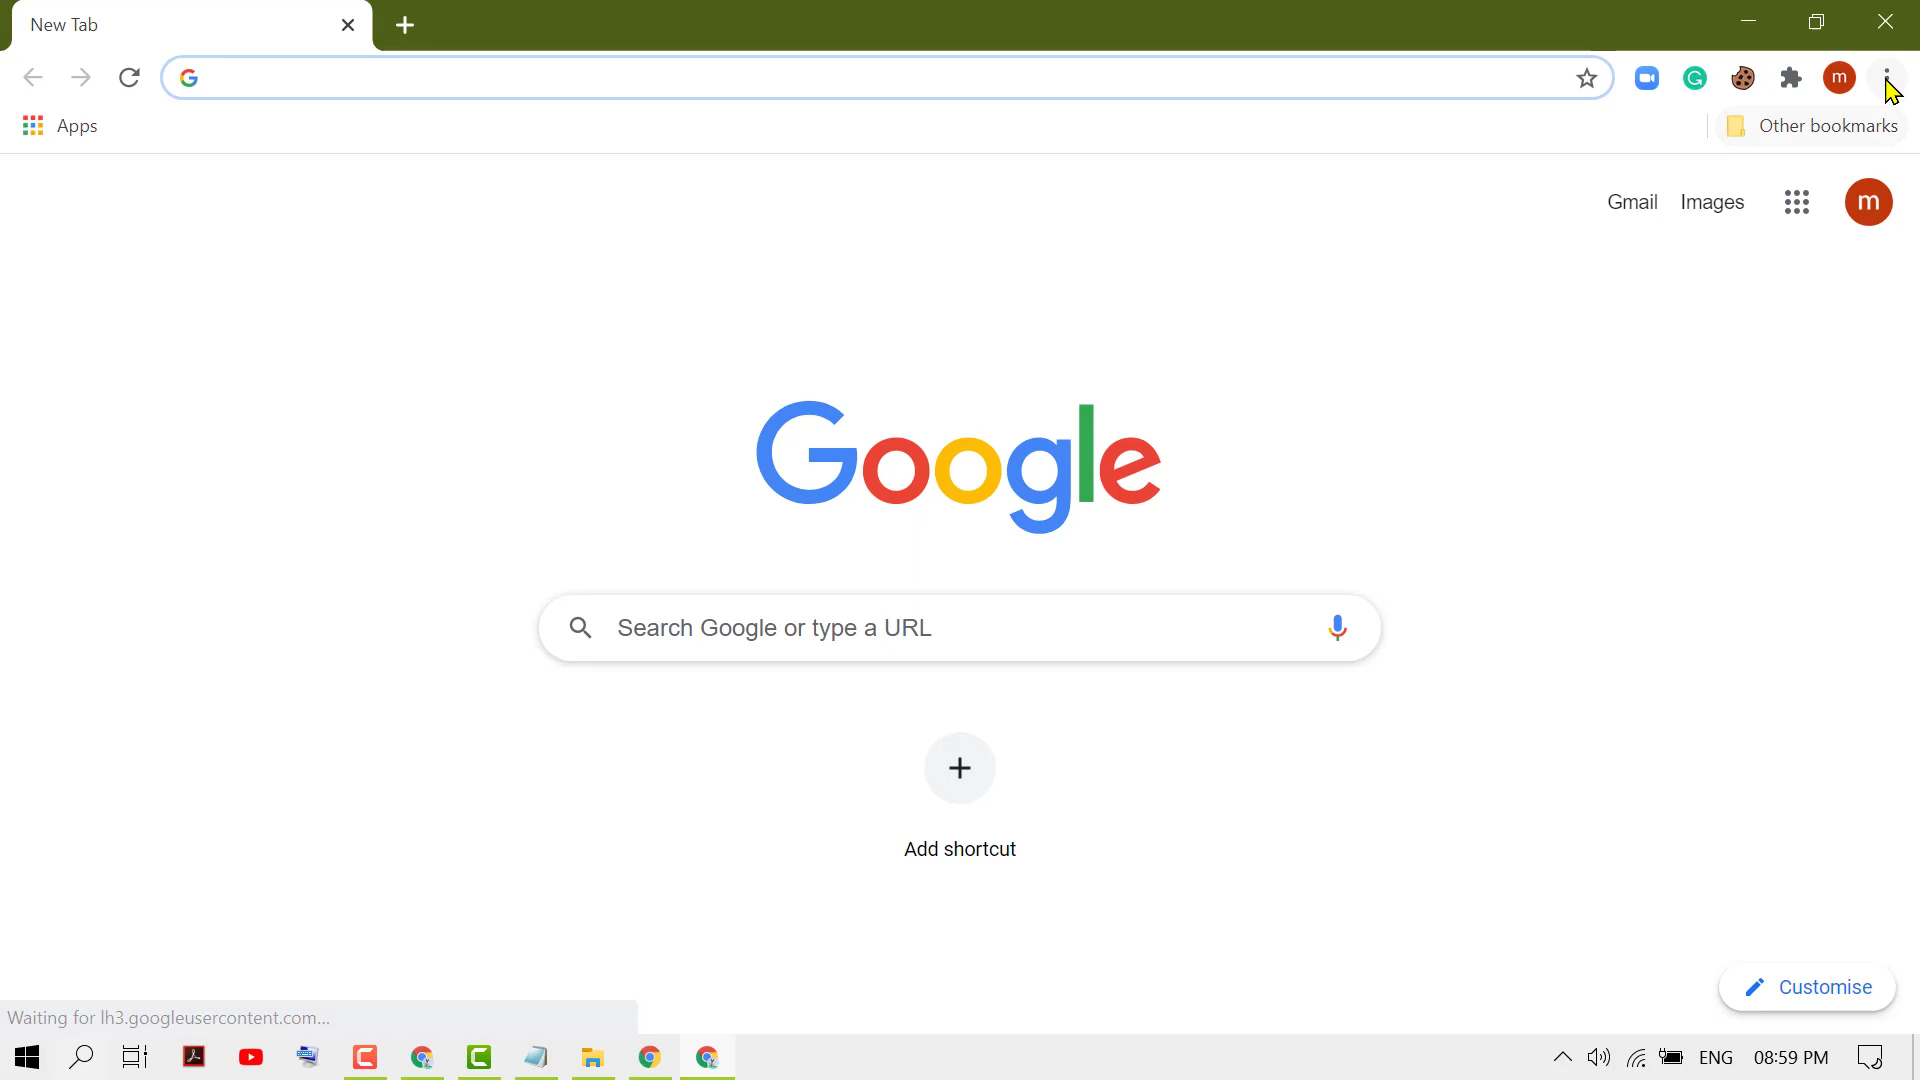 New Tab
m
Apps
Other bookmarks
Gmail Images
m
Google
Search Google or type a URL
Add shortcut
Customise
Waiting for lh3.googleusercontent.com...
ENG 08:59 PM